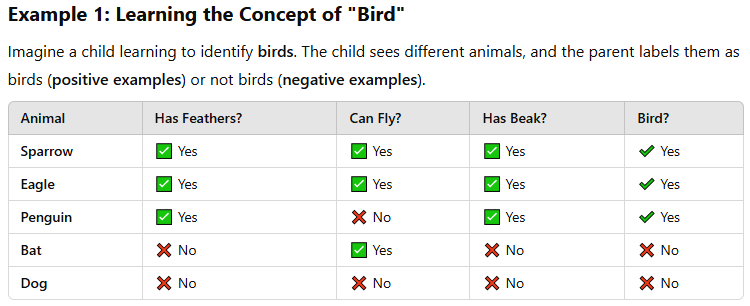 Example 1: Learning the Concept of "Bird"
Imagine a child learning to identify birds. The child sees different animals, and the parent labels them as
birds (positive examples) or not birds (negative examples).
Animal Has Feathers? Can Fly? Has Beak? Bird?
Sparrow ✅ Yes ✅ Yes ✅ Yes ✔ Yes
Eagle ✅ Yes ✅ Yes ✅ Yes ✔ Yes
Penguin ✅ Yes ❌ No ✅ Yes ✔ Yes
Bat ❌ No ✅ Yes ❌ No ❌ No
Dog ❌ No ❌ No ❌ No ❌ No